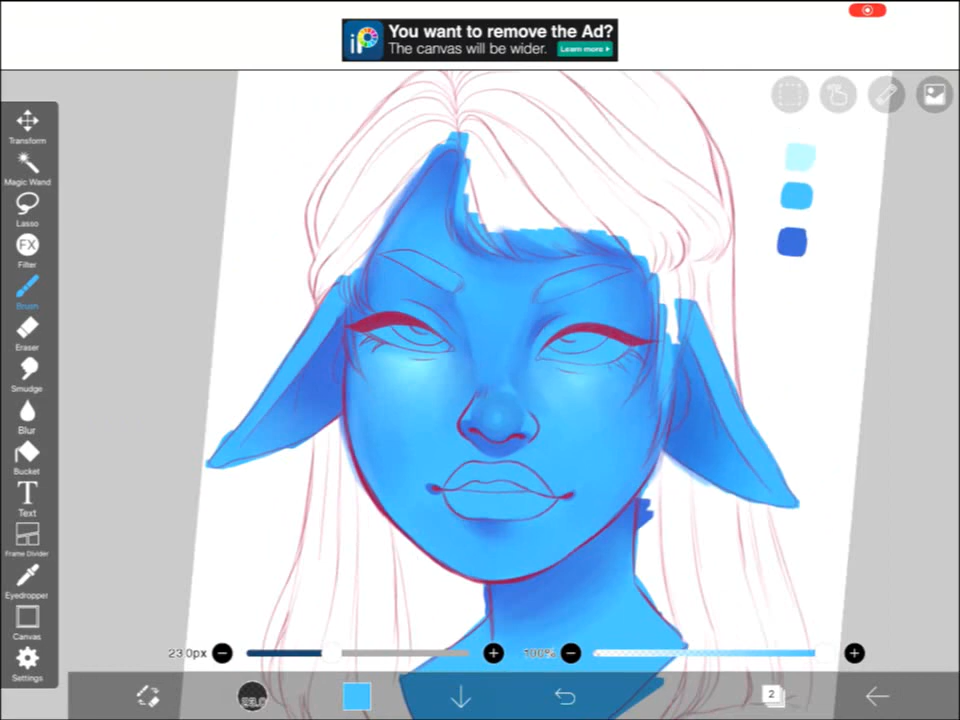 iP
You want to remove the Ad?
The canvas will be wider.
Learn more
Transform
Magic Wand
Lasso
FX
Filter
Brush
Eraser
Smudge
Blur
Bucket
T
Text
Frame Divider
Eyedropper
Canvas
Settings
23.0px
100%
2